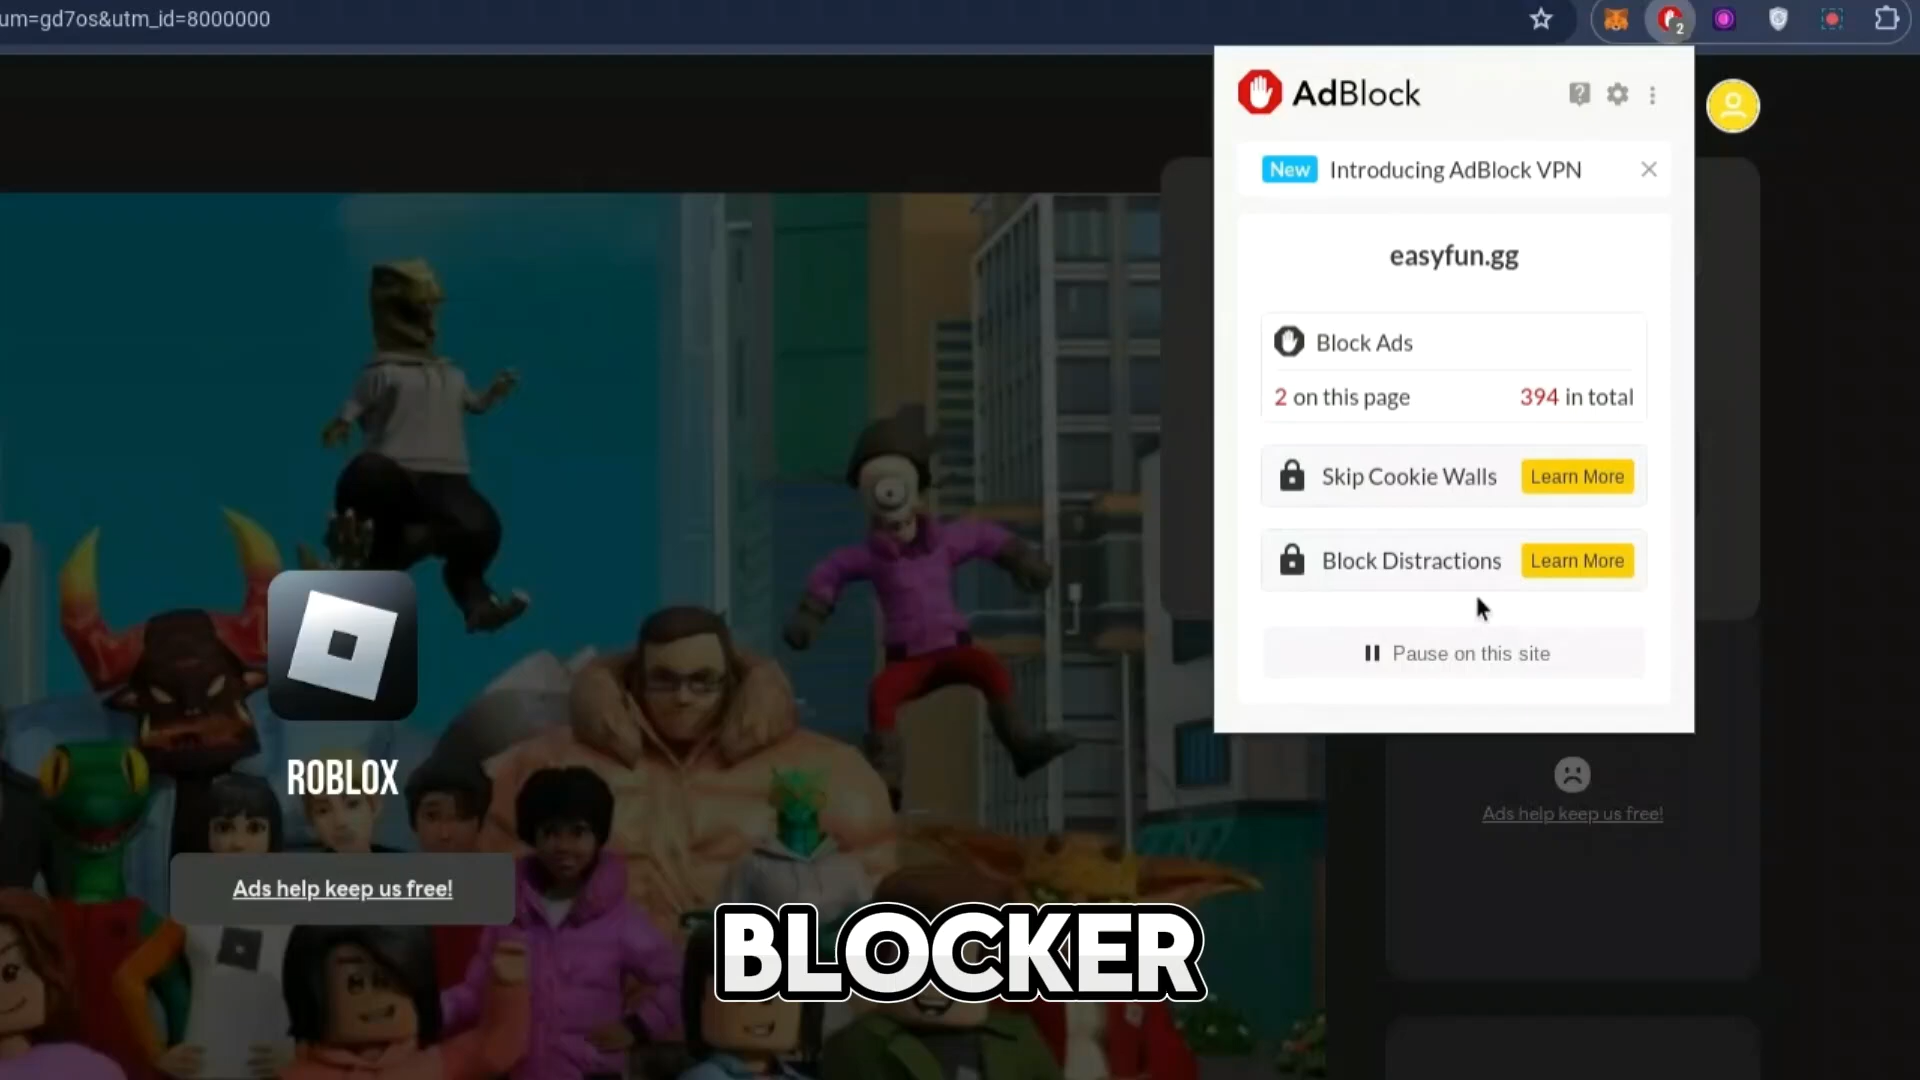 um=gd7os&utm_id=8000000
2
AdBlock
New Introducing AdBlock VPN
easyfun.gg
Block Ads
2 on this page 394 in total
Skip Cookie Walls Learn More
Block Distractions Learn More
Pause on this site
ROBLOX
Ads help keep us free!
Ads help keep us free!
BLOCKER